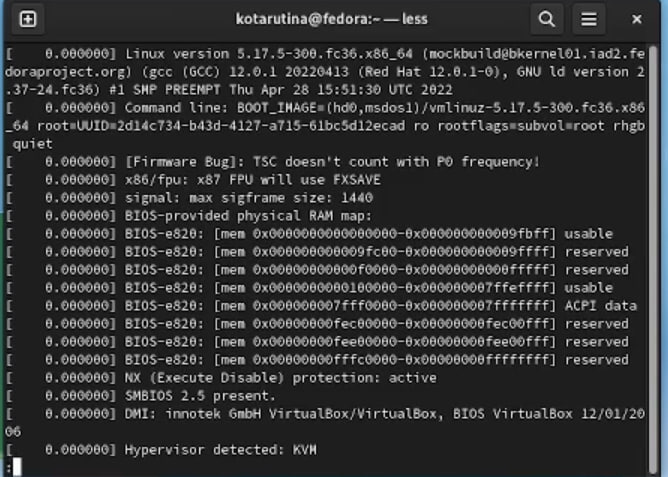 kotarutina@fedora:~ — less
[    0.000000] Linux version 5.17.5-300.fc36.x86_64 (mockbuild@bkernel01.iad2.fe
doraproject.org) (gcc (GCC) 12.0.1 20220413 (Red Hat 12.0.1-0), GNU ld version 2
.37-24.fc36) #1 SMP PREEMPT Thu Apr 28 15:51:30 UTC 2022
[    0.000000] Command line: BOOT_IMAGE=(hd0,msdos1)/vmlinuz-5.17.5-300.fc36.x86
_64 root=UUID=2d14c734-b43d-4127-a715-61bc5d12ecad ro rootflags=subvol=root rhgb
 quiet
[    0.000000] [Firmware Bug]: TSC doesn't count with P0 frequency!
[    0.000000] x86/fpu: x87 FPU will use FXSAVE
[    0.000000] signal: max sigframe size: 1440
[    0.000000] BIOS-provided physical RAM map:
[    0.000000] BIOS-e820: [mem 0x0000000000000000-0x000000000009fbff] usable
[    0.000000] BIOS-e820: [mem 0x000000000009fc00-0x000000000009ffff] reserved
[    0.000000] BIOS-e820: [mem 0x00000000000f0000-0x00000000000fffff] reserved
[    0.000000] BIOS-e820: [mem 0x0000000000100000-0x000000007ffeffff] usable
[    0.000000] BIOS-e820: [mem 0x000000007fff0000-0x000000007fffffff] ACPI data
[    0.000000] BIOS-e820: [mem 0x00000000fec00000-0x00000000fec00fff] reserved
[    0.000000] BIOS-e820: [mem 0x00000000fee00000-0x00000000fee00fff] reserved
[    0.000000] BIOS-e820: [mem 0x00000000fffc0000-0x00000000ffffffff] reserved
[    0.000000] NX (Execute Disable) protection: active
[    0.000000] SMBIOS 2.5 present.
[    0.000000] DMI: innotek GmbH VirtualBox/VirtualBox, BIOS VirtualBox 12/01/20
06
[    0.000000] Hypervisor detected: KVM
: